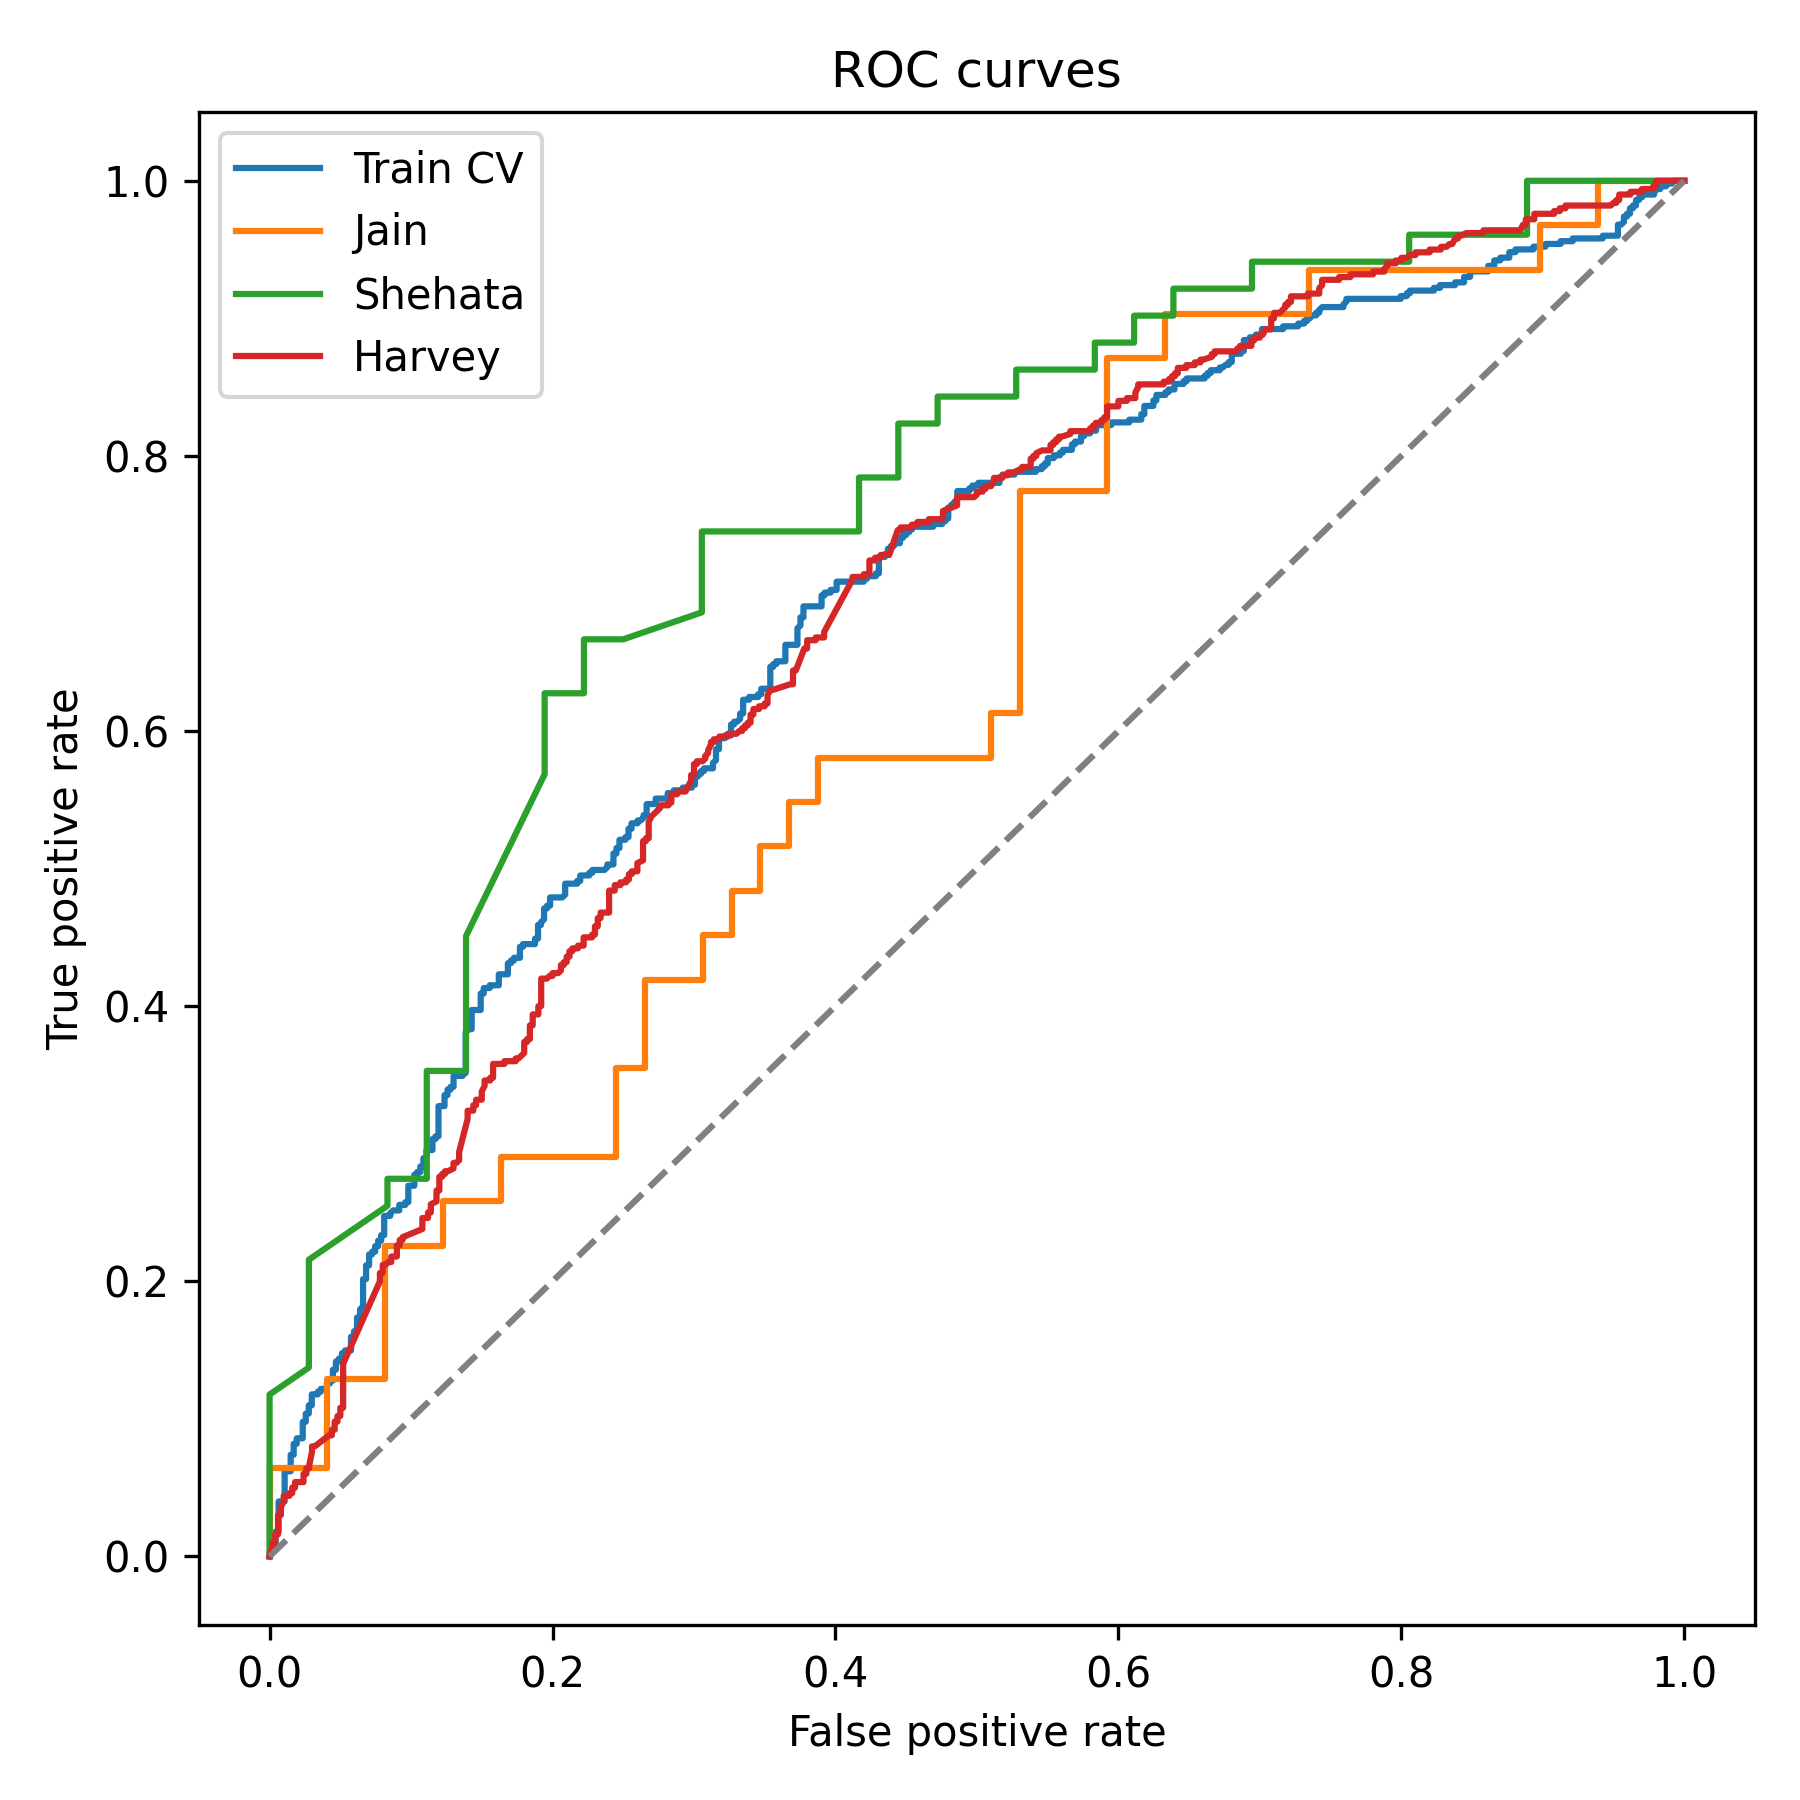 ROC curves
Train CV
Jain
Shehata
Harvey
1.0
0.8
0.6
0.4
0.2
0.0
True positive rate
0.0 0.2 0.4 0.6 0.8 1.0
False positive rate